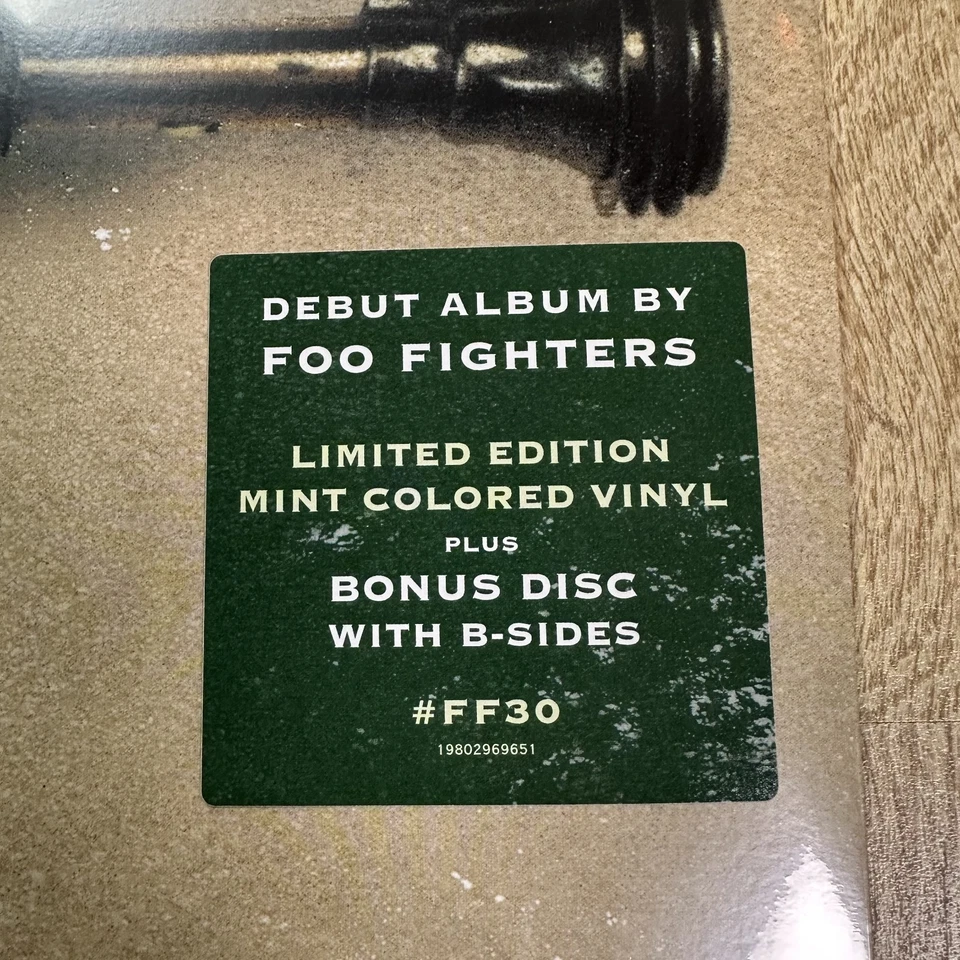 DEBUT ALBUM BY
FOO FIGHTERS
LIMITED EDITION
MINT COLORED VINYL
PLUS
BONUS DISC
WITH B-SIDES
#FF30
19802969651